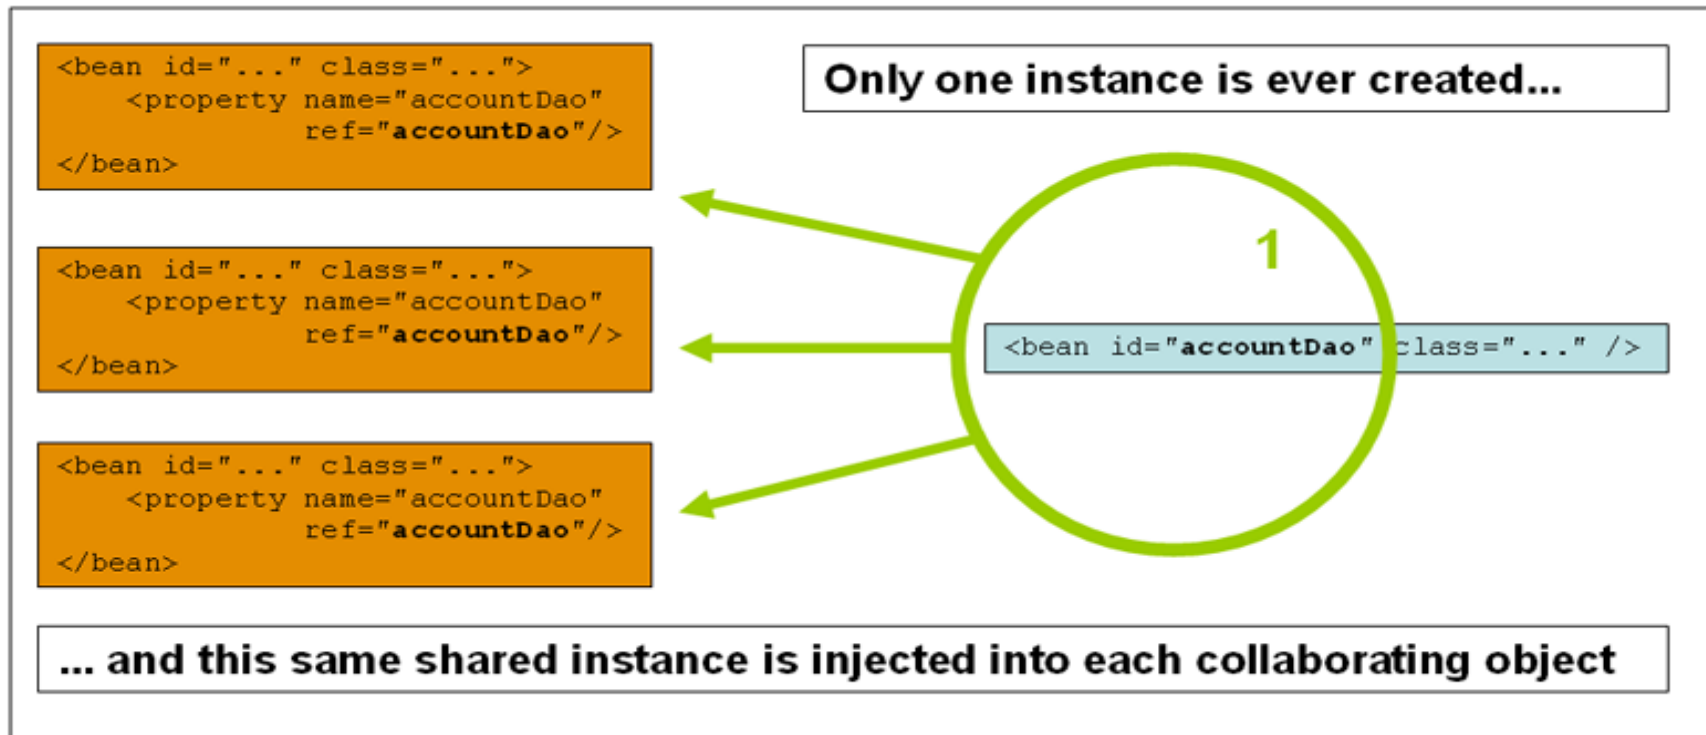 <bean id="..." class="...">
    <property name="accountDao"
              ref="accountDao"/>
</bean>
Only one instance is ever created...
1
<bean id="..." class="...">
    <property name="accountDao"
              ref="accountDao"/>
</bean>
<bean id="accountDao" class="..." />
<bean id="..." class="...">
    <property name="accountDao"
              ref="accountDao"/>
</bean>
... and this same shared instance is injected into each collaborating object